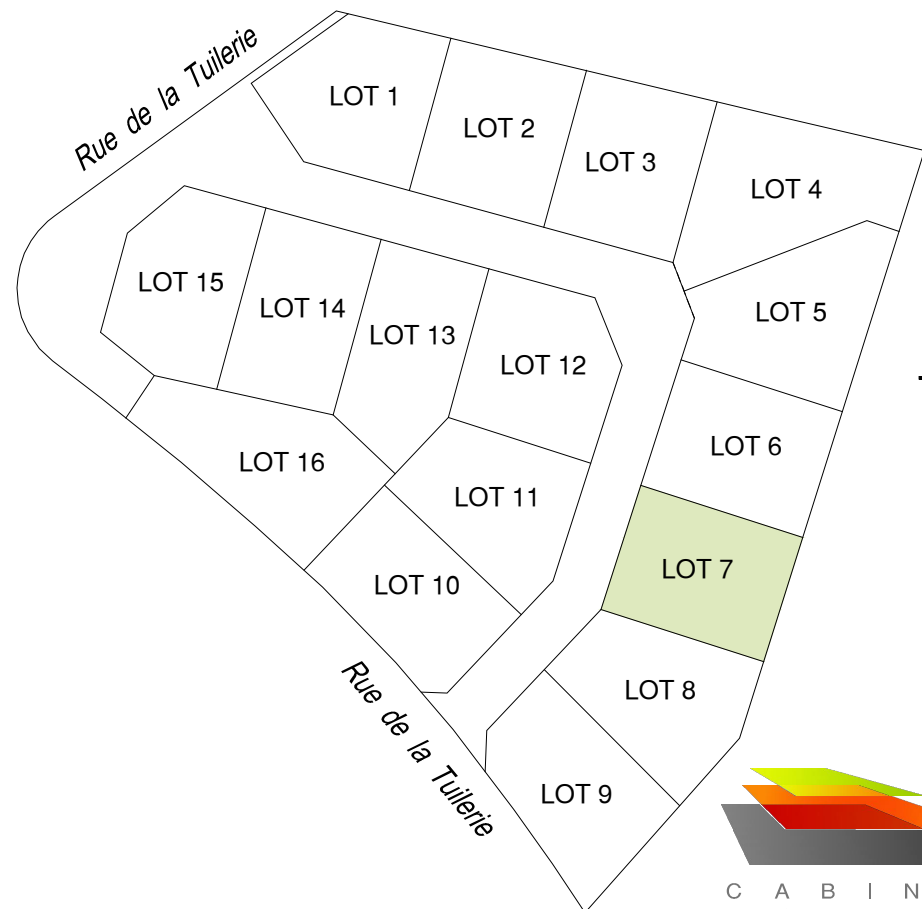 Rue de la Tuilerie
LOT 1
LOT 2
LOT 3
LOT 4
LOT 15
LOT 14
LOT 13
LOT 12
LOT 5
LOT 6
LOT 16
LOT 11
LOT 10
LOT 7
LOT 8
LOT 9
Rue de la Tuilerie
C A B I N